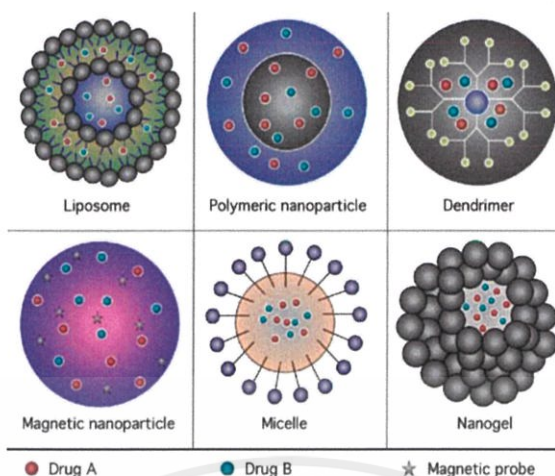 Liposome
Polymeric nanoparticle
Dendrimer
Magnetic nanoparticle
Micelle
Nanogel
Drug A
Drug B
Magnetic probe